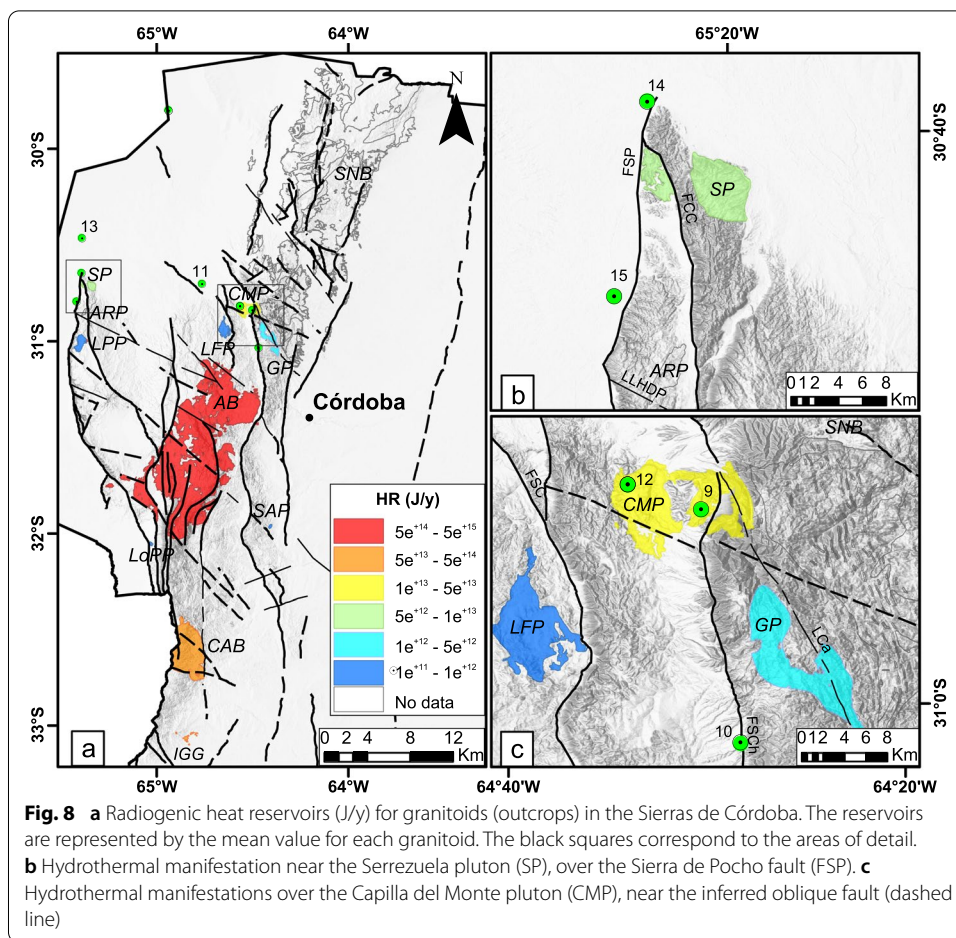 65°W
64°W
N
30°S
31°S
32°S
33°S
SNB
13
11
SP
CMP
ARP
LPP
LFP
GP
AB
Córdoba
SAP
LoPP
CAB
IGG
HR (J/y)
5e+14 - 5e+15
5e+13 - 5e+14
1e+13 - 5e+13
5e+12 - 1e+13
1e+12 - 5e+12
1e+11 - 1e+12
No data
0 2 4 8 12
Km
a
65°W
64°W
65°20'W
30°40'S
14
FSP
SP
FCC
15
ARP
LLHDP
0 1 2 4 6 8
Km
b
SNB
FSC
12
9
CMP
LFP
GP
LCa
10
FSCh
31°0'S
0 1 2 4 6 8
Km
c
64°40'W
64°20'W
Fig. 8 a Radiogenic heat reservoirs (J/y) for granitoids (outcrops) in the Sierras de Córdoba. The reservoirs
are represented by the mean value for each granitoid. The black squares correspond to the areas of detail.
b Hydrothermal manifestation near the Serrezuela pluton (SP), over the Sierra de Pocho fault (FSP). c
Hydrothermal manifestations over the Capilla del Monte pluton (CMP), near the inferred oblique fault (dashed
line)